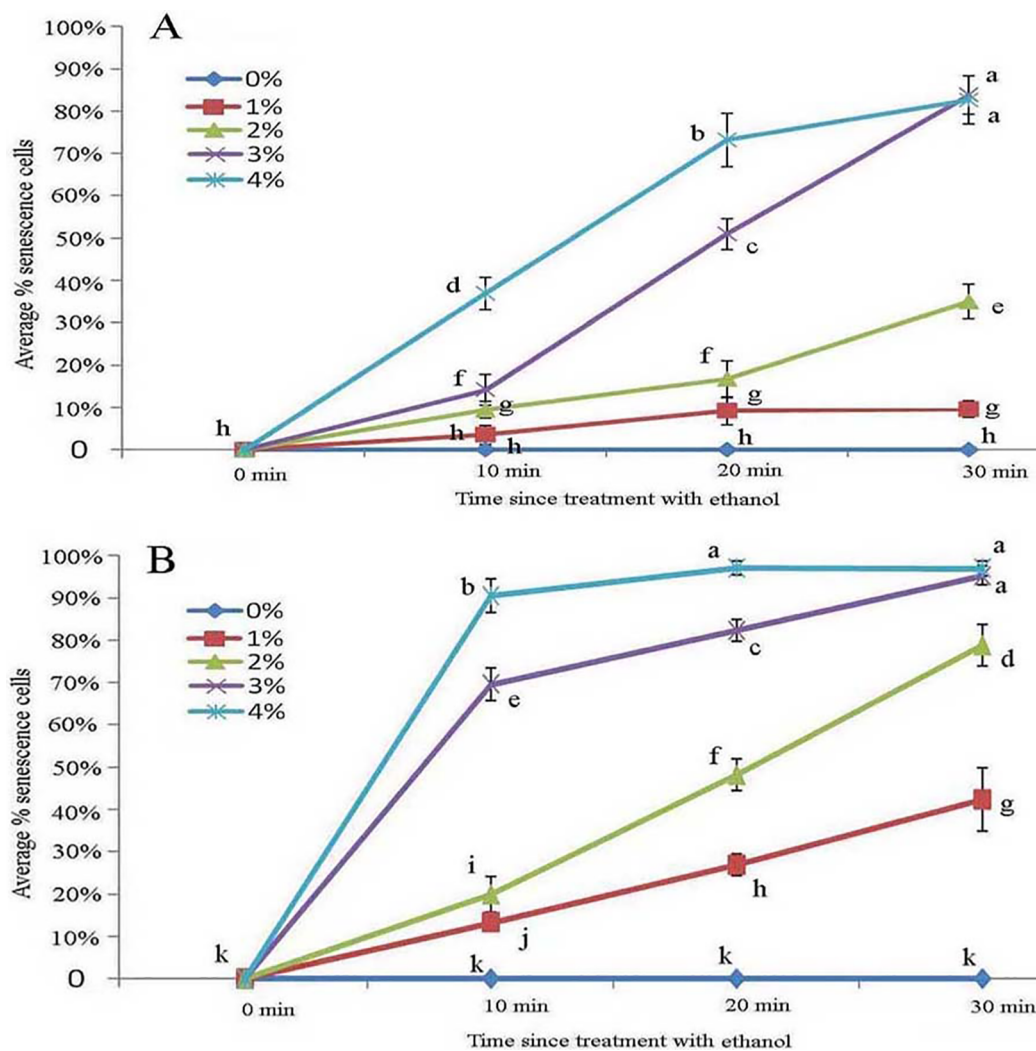 A
100%
90%
80%
70%
60%
50%
40%
30%
20%
10%
0
Average % senescence cells
0%
1%
2%
3%
4%
h
d
f
g
h
h
b
c
f
g
h
a
a
e
g
h
0 min
10 min
20 min
30 min
Time since treatment with ethanol
B
100%
90%
80%
70%
60%
50%
40%
30%
20%
10%
0
Average % senescence cells
0%
1%
2%
3%
4%
k
b
e
i
j
k
a
c
f
h
k
a
a
d
g
k
0 min
10 min
20 min
30 min
Time since treatment with ethanol